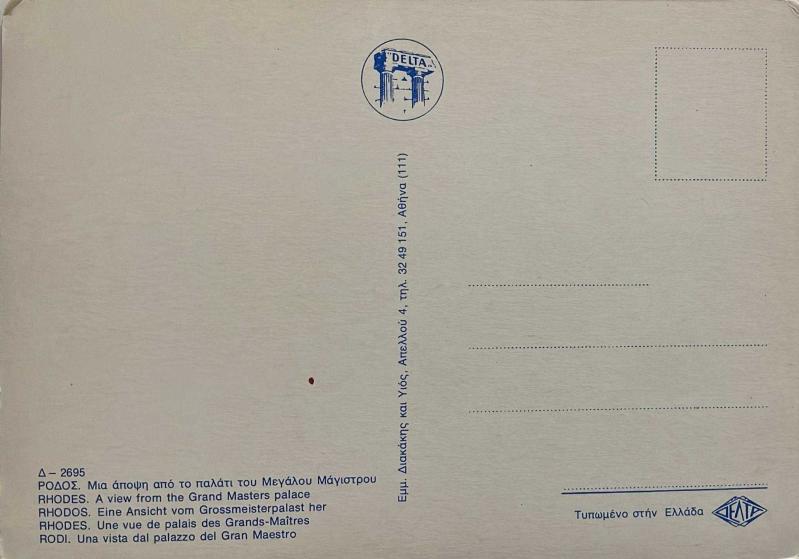 "DELTA"
Εμμ. Διακάκης και Υιός, Απελλού 4, τηλ. 32 49 151, Αθήνα (111)
Δ – 2695
ΡΟΔΟΣ. Μια άποψη από το παλάτι του Μεγάλου Μάγιστρου
RHODES. A view from the Grand Masters palace
RHODOS. Eine Ansicht vom Grossmeisterpalast her
RHODES. Une vue de palais des Grands-Maîtres
RODI. Una vista dal palazzo del Gran Maestro
Τυπωμένο στήν Ελλάδα
ΔΕΛΤΑ